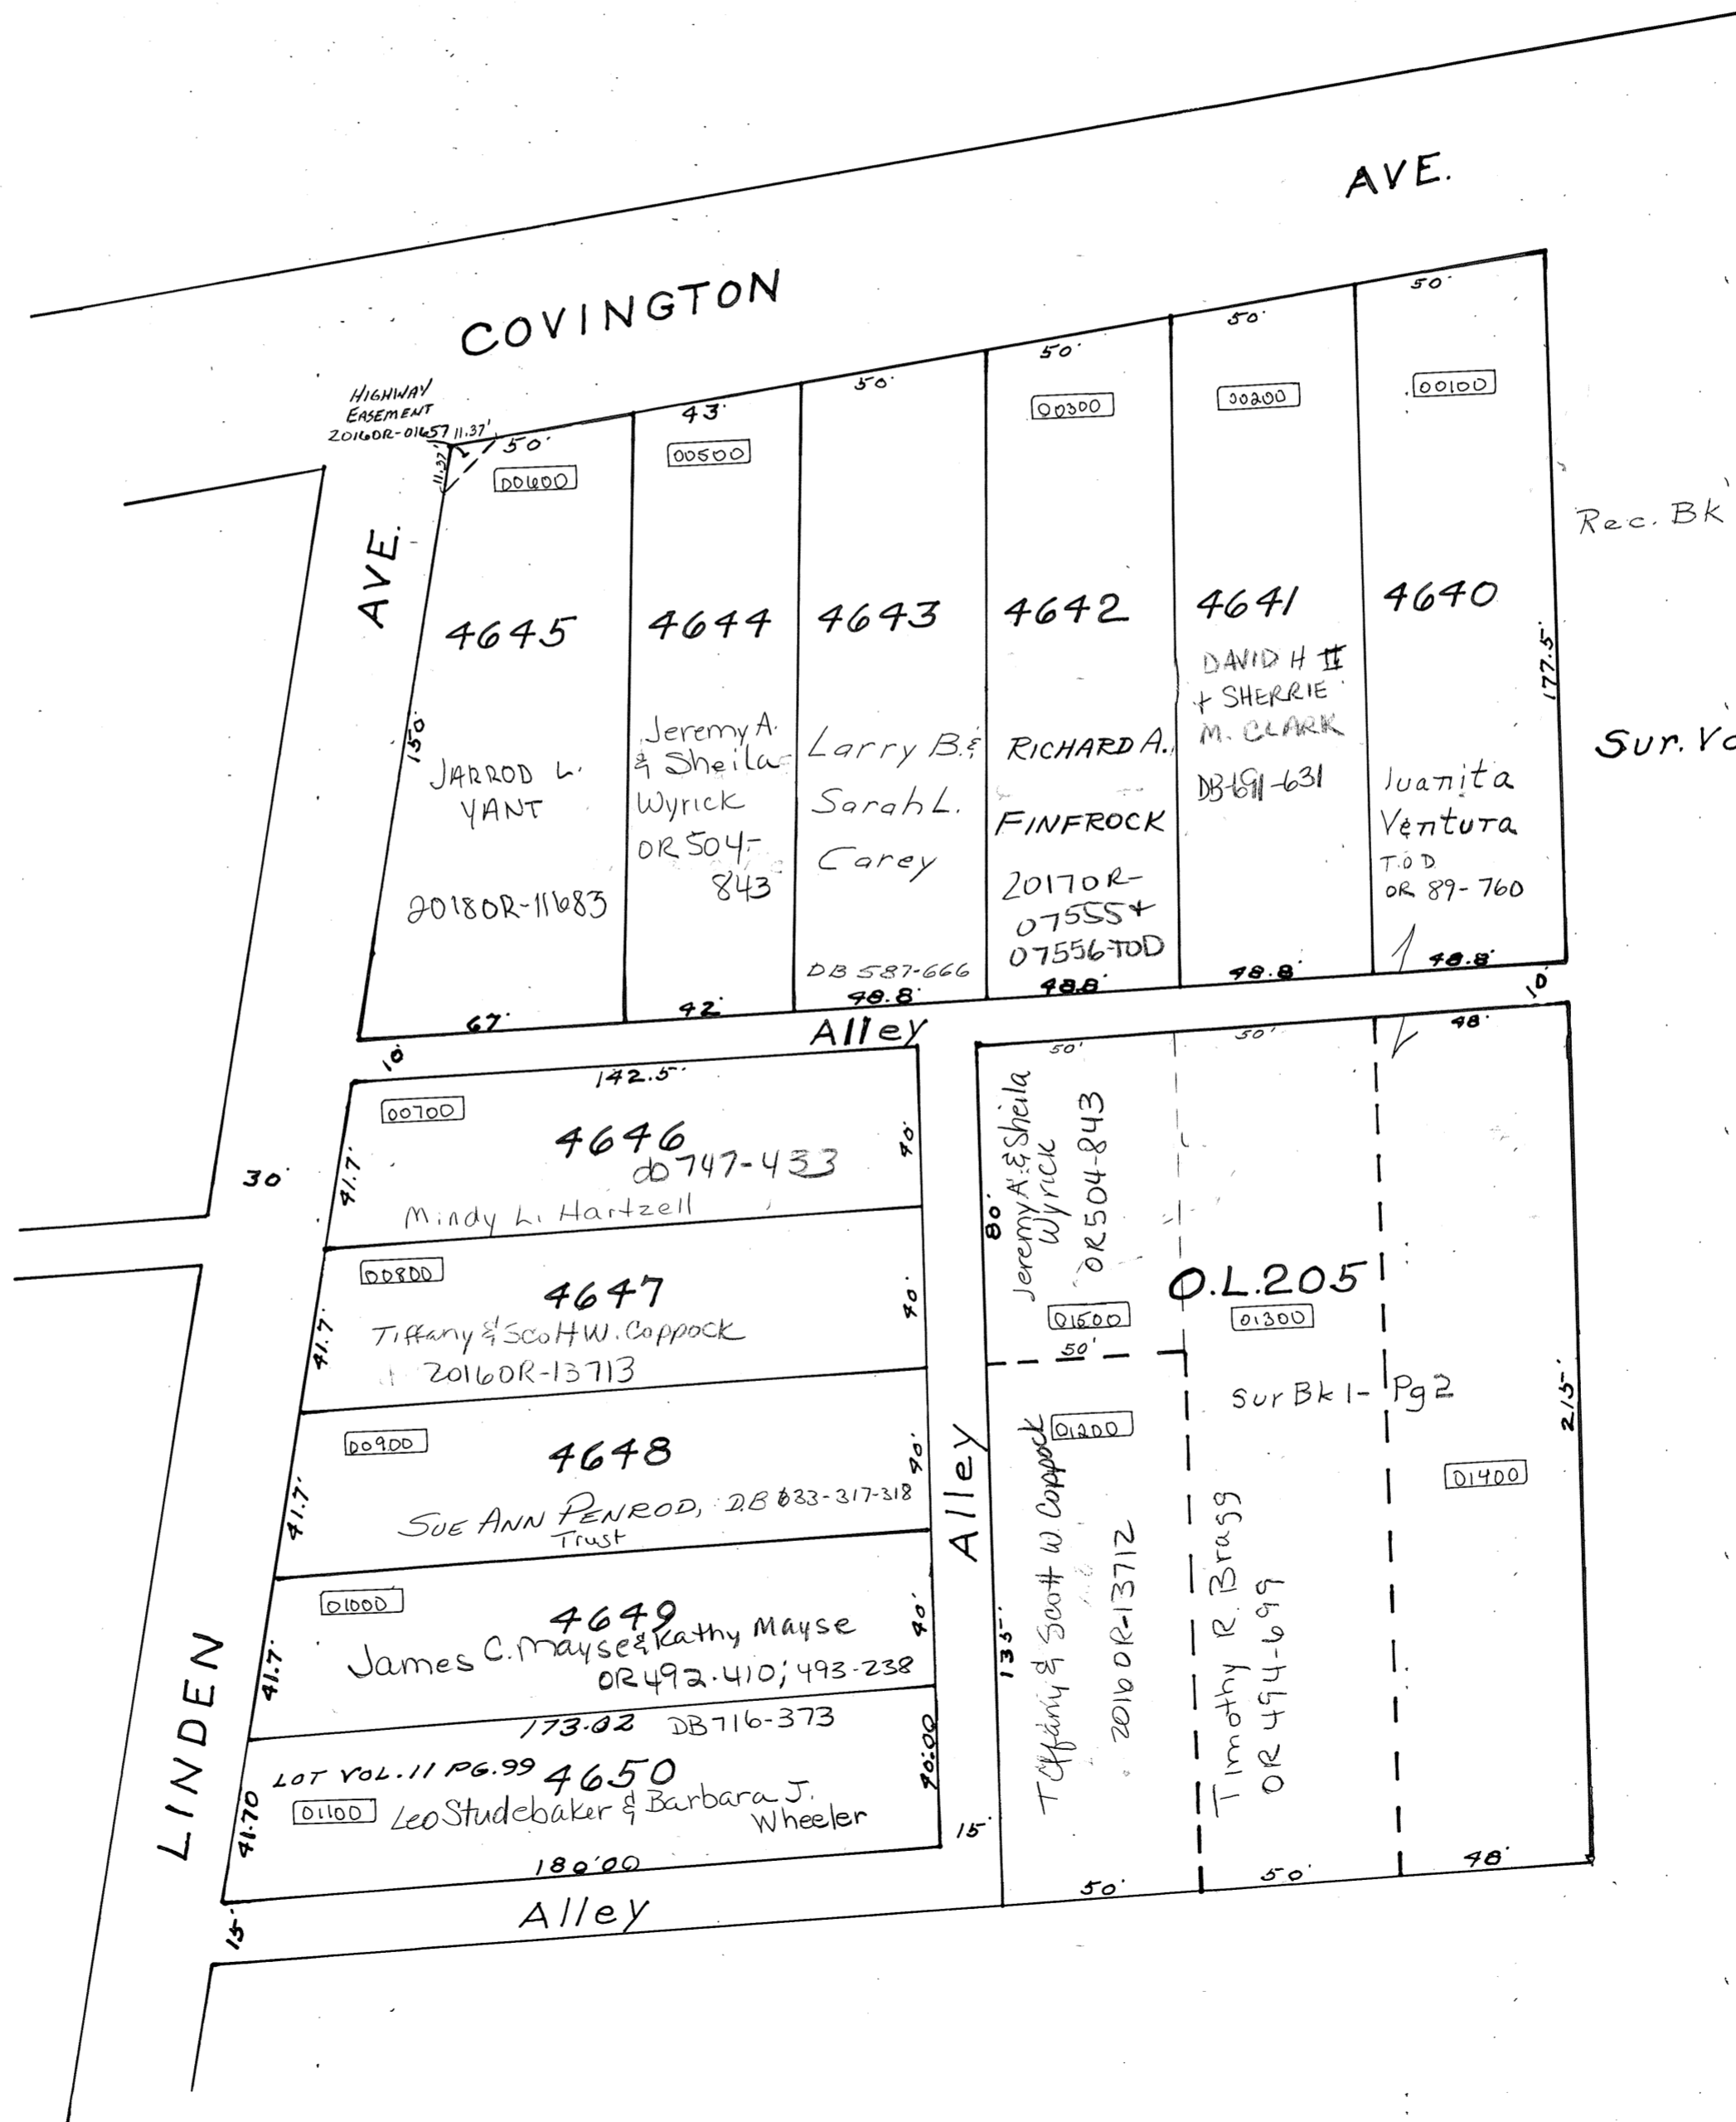 AVE.
COVINGTON
HIGHWAY
EASEMENT
2016OR-01657 11.37'
11.37'
50'
43'
50'
50'
50'
50'
00600
00500
00300
00200
00100
Rec. Bk
AVE.
4645
4644
4643
4642
4641
4640
177.5'
Sur. Vo
150'
JARROD L.
YANT
2018OR-11683
67'
Jeremy A.
& Sheila
Wyrick
OR 504-
843
42'
Larry B. &
Sarah L.
Carey
DB 587-666
48.8'
RICHARD A.
FINFROCK
2017OR-
07555+
07556-TOD
48.8'
DAVID H II
+ SHERRIE
M. CLARK
DB-691-631
48.8'
Juanita
Ventura
T.O.D
OR 89-760
48.8'
10'
Alley
10'
142.5'
00700
4646
747-433
Mindy L. Hartzell
41.7'
40'
30'
00800
4647
Tiffany & Scott W. Coppock
2016OR-13713
41.7'
40'
00900
4648
SUE ANN PENROD, D.B 633-317-318
Trust
41.7'
40'
01000
4649
James C. Mayse & Kathy Mayse
OR 492-410; 493-238
41.7'
40'
173.02 DB 716-373
LOT VOL. 11 PG. 99 4650
01100 Leo Studebaker & Barbara J.
Wheeler
41.70
40.00
180.00
15'
15'
LINDEN
Alley
Alley
50'
50'
48'
Jeremy A. & Sheila
Wyrick
OR 504-843
80'
01500
50'
O.L. 205
01300
Sur Bk 1- Pg 2
215'
01200
Tiffany & Scott W. Coppock
2016OR-13712
135'
Timothy R. Bragg
OR 494-699
01400
50'
50'
48'